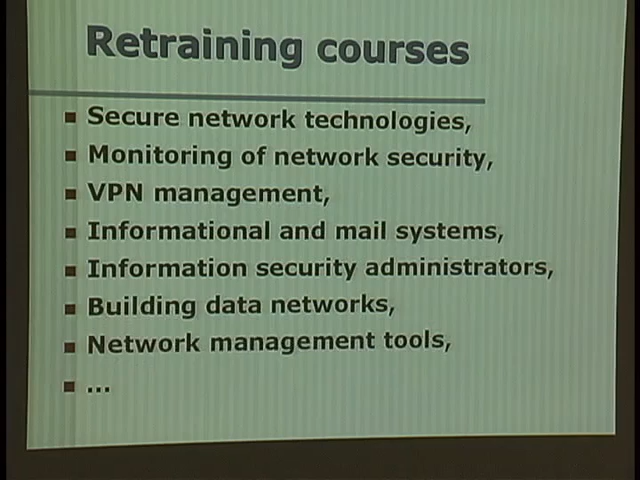 Retraining courses
Secure network technologies,
Monitoring of network security,
VPN management,
Informational and mail systems,
Information security administrators,
Building data networks,
Network management tools,
...